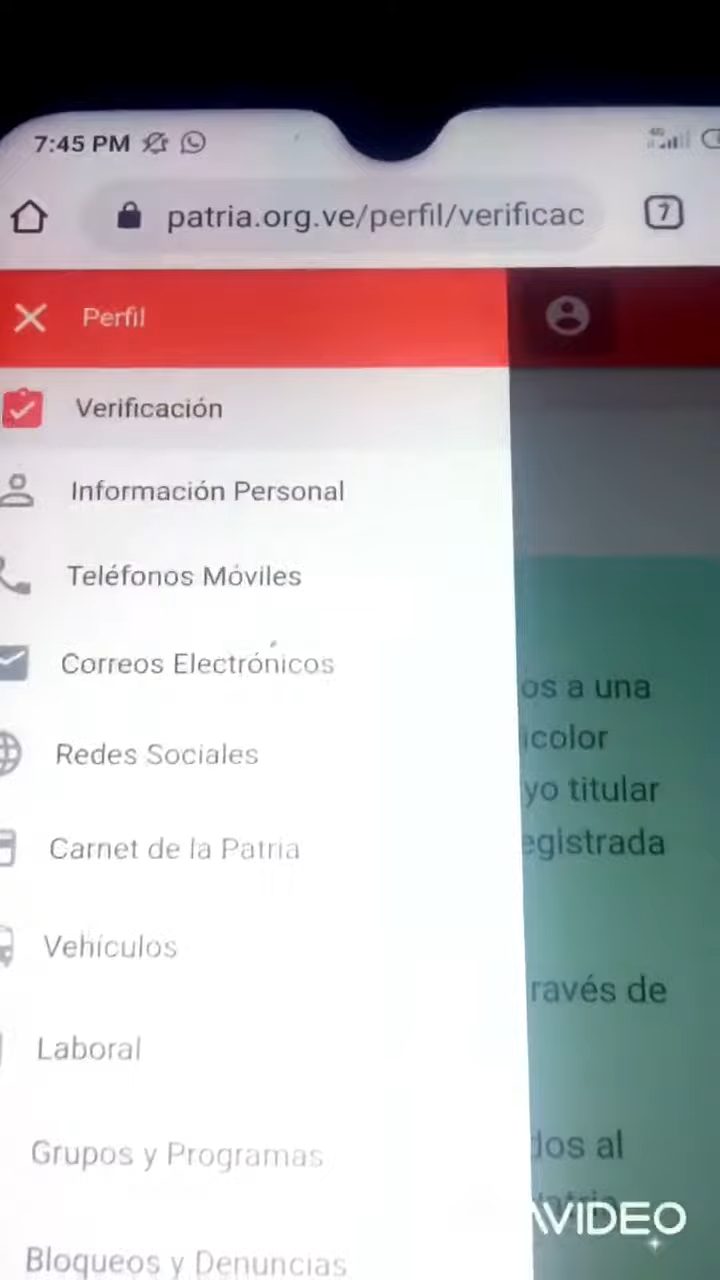 7:45 PM
patria.org.ve/perfil/verificac
7
Perfil
Verificación
Información Personal
Teléfonos Móviles
Correos Electrónicos
os a una
Redes Sociales
icolor
yo titular
Carnet de la Patria
egistrada
Vehículos
ravés de
Laboral
Grupos y Programas
dos al
VIDEO
Bloqueos y Denuncias